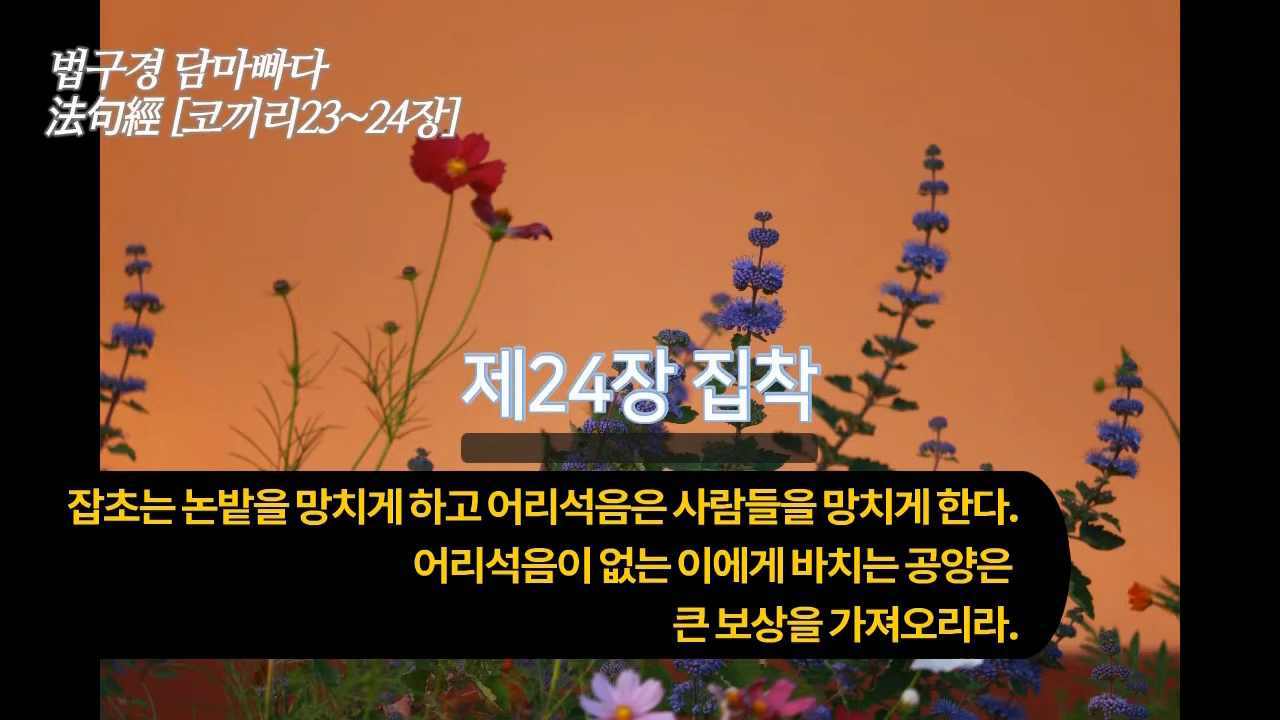 법구경 담마빠다
法句經 [코끼리23~24장]
제24장 집착
잡초는 논밭을 망치게 하고 어리석음은 사람들을 망치게 한다.
어리석음이 없는 이에게 바치는 공양은
큰 보상을 가져오리라.